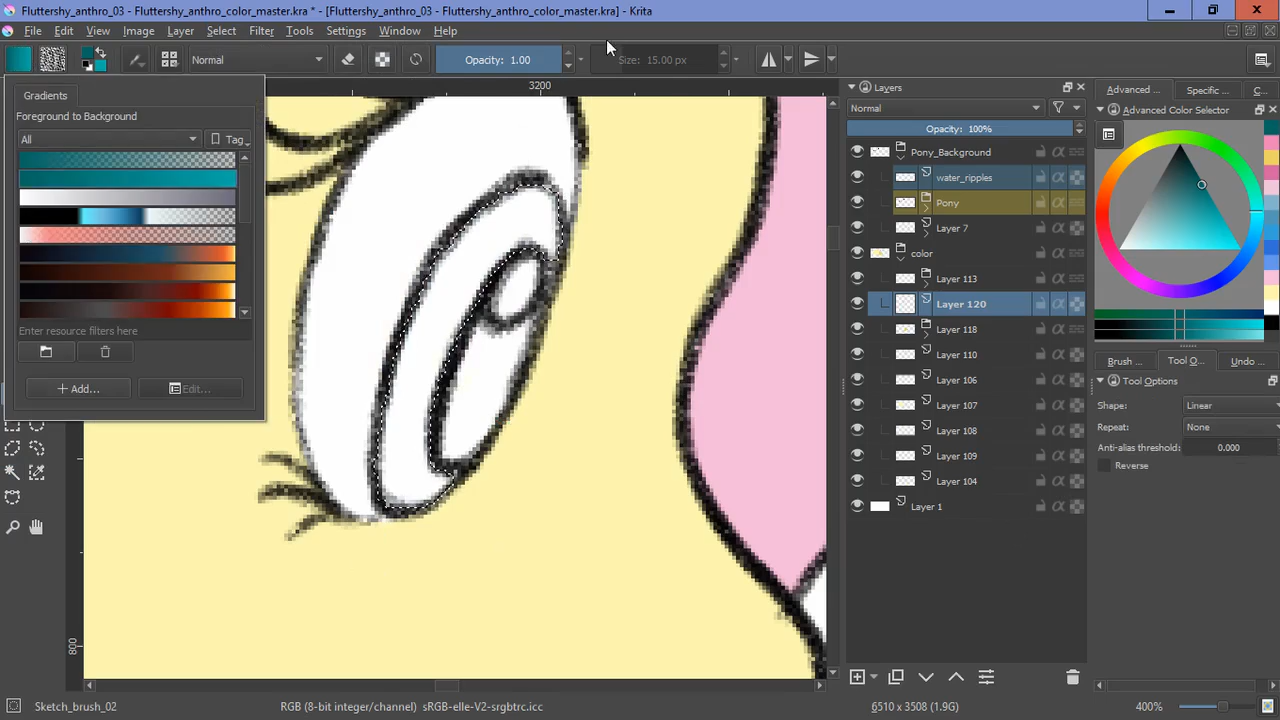 Fluttershy_anthro_03 - Fluttershy_anthro_color_master.kra * - [Fluttershy_anthro_03 - Fluttershy_anthro_color_master.kra] - Krita
File Edit View Image Layer Select Filter Tools Settings Window Help
Normal Opacity: 1.00 Size: 15.00 px
3200
Gradients
Foreground to Background
All Tag
Enter resource filters here
+ Add... Edit...
800
Layers
Normal
Opacity: 100%
Pony_Background
water_ripples
Pony
Layer 7
color
Layer 113
Layer 120
Layer 118
Layer 110
Layer 106
Layer 107
Layer 108
Layer 109
Layer 104
Layer 1
Advanced ... Specific ... C...
Advanced Color Selector
Brush ... Tool O... Undo ...
Tool Options
Shape: Linear
Repeat: None
Anti-alias threshold: 0.000
Reverse
Sketch_brush_02 RGB (8-bit integer/channel) sRGB-elle-V2-srgbtrc.icc 6510 x 3508 (1.9G) 400%